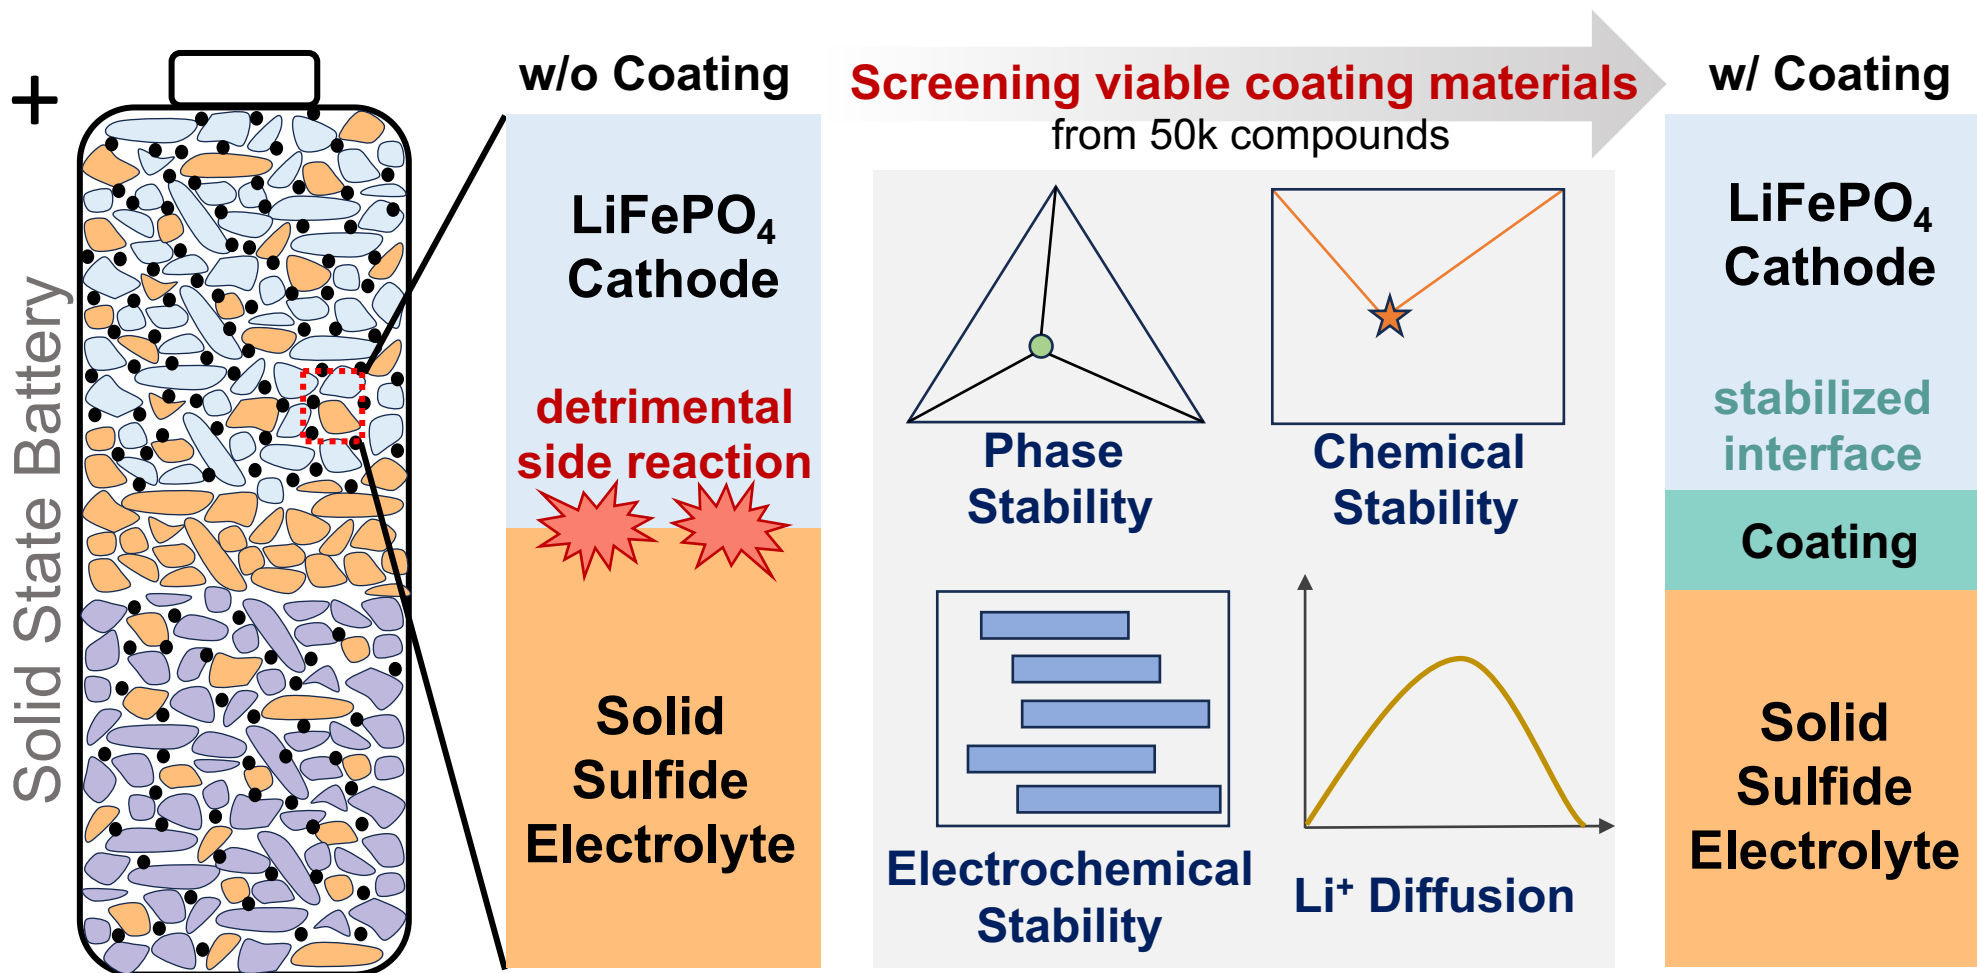 +
Solid State Battery
w/o Coating
LiFePO₄
Cathode
detrimental
side reaction
Solid
Sulfide
Electrolyte
Screening viable coating materials
from 50k compounds
Phase
Stability
Chemical
Stability
Electrochemical
Stability
Li⁺ Diffusion
w/ Coating
LiFePO₄
Cathode
stabilized
interface
Coating
Solid
Sulfide
Electrolyte